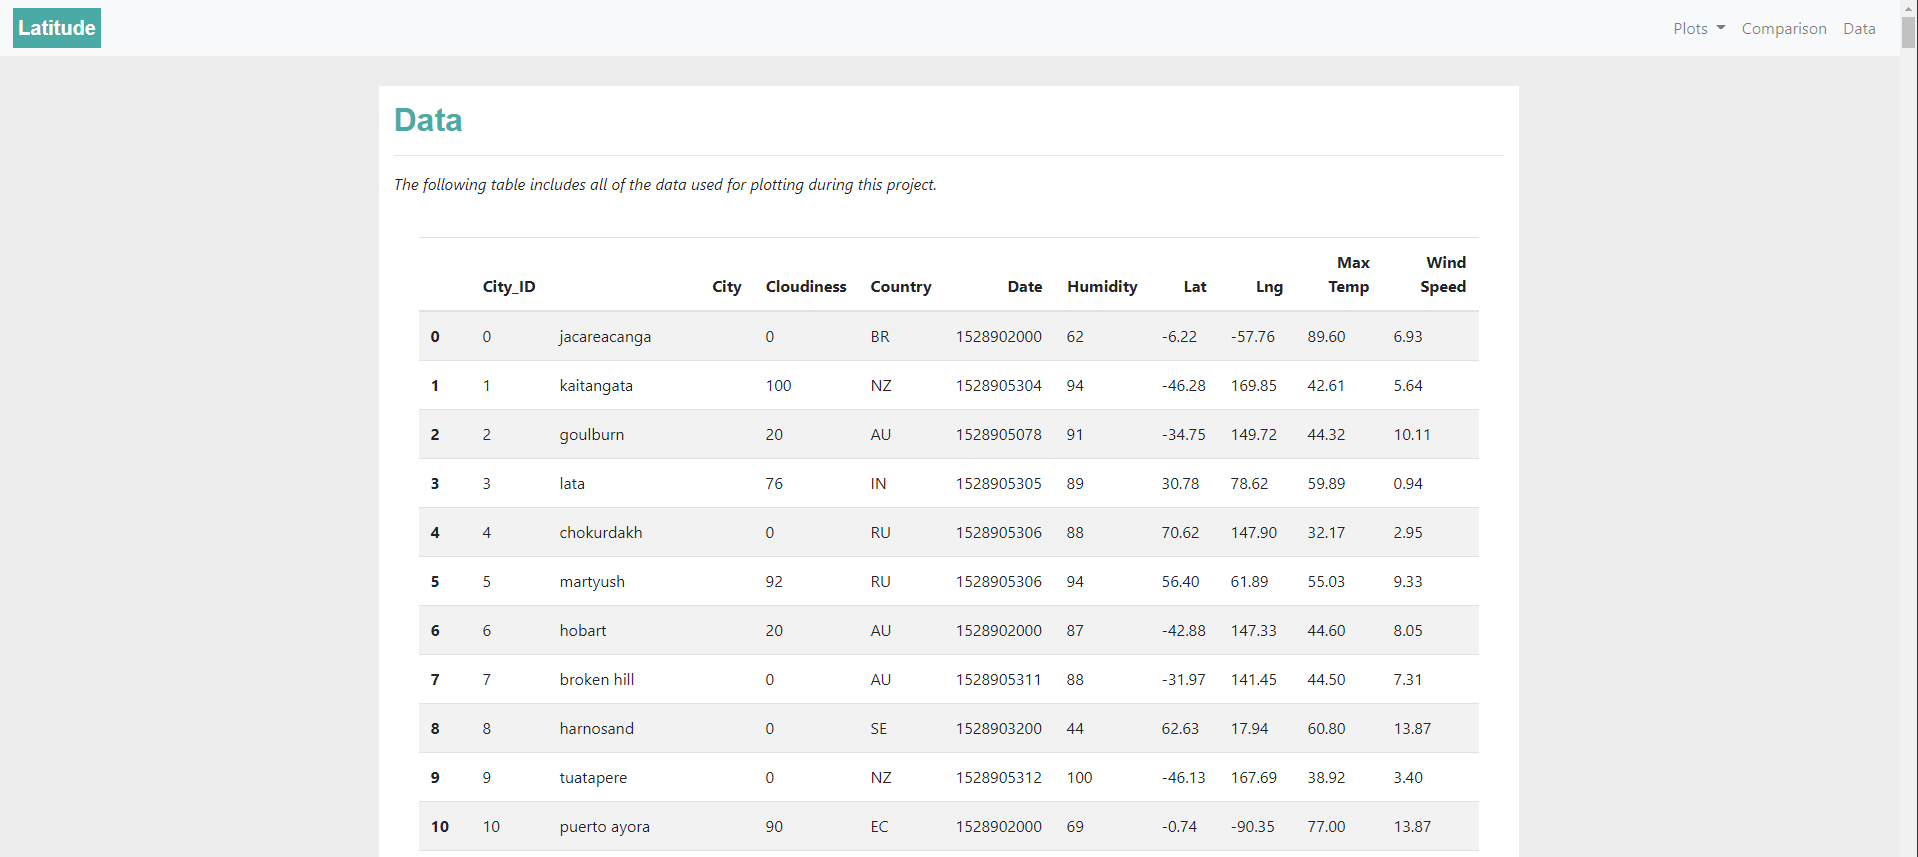 Latitude Plots Comparison Data
Data
The following table includes all of the data used for plotting during this project.
City_ID City Cloudiness Country Date Humidity Lat Lng Max Temp Wind Speed
0 0 jacareacanga 0 BR 1528902000 62 -6.22 -57.76 89.60 6.93
1 1 kaitangata 100 NZ 1528905304 94 -46.28 169.85 42.61 5.64
2 2 goulburn 20 AU 1528905078 91 -34.75 149.72 44.32 10.11
3 3 lata 76 IN 1528905305 89 30.78 78.62 59.89 0.94
4 4 chokurdakh 0 RU 1528905306 88 70.62 147.90 32.17 2.95
5 5 martyush 92 RU 1528905306 94 56.40 61.89 55.03 9.33
6 6 hobart 20 AU 1528902000 87 -42.88 147.33 44.60 8.05
7 7 broken hill 0 AU 1528905311 88 -31.97 141.45 44.50 7.31
8 8 harnosand 0 SE 1528903200 44 62.63 17.94 60.80 13.87
9 9 tuatapere 0 NZ 1528905312 100 -46.13 167.69 38.92 3.40
10 10 puerto ayora 90 EC 1528902000 69 -0.74 -90.35 77.00 13.87